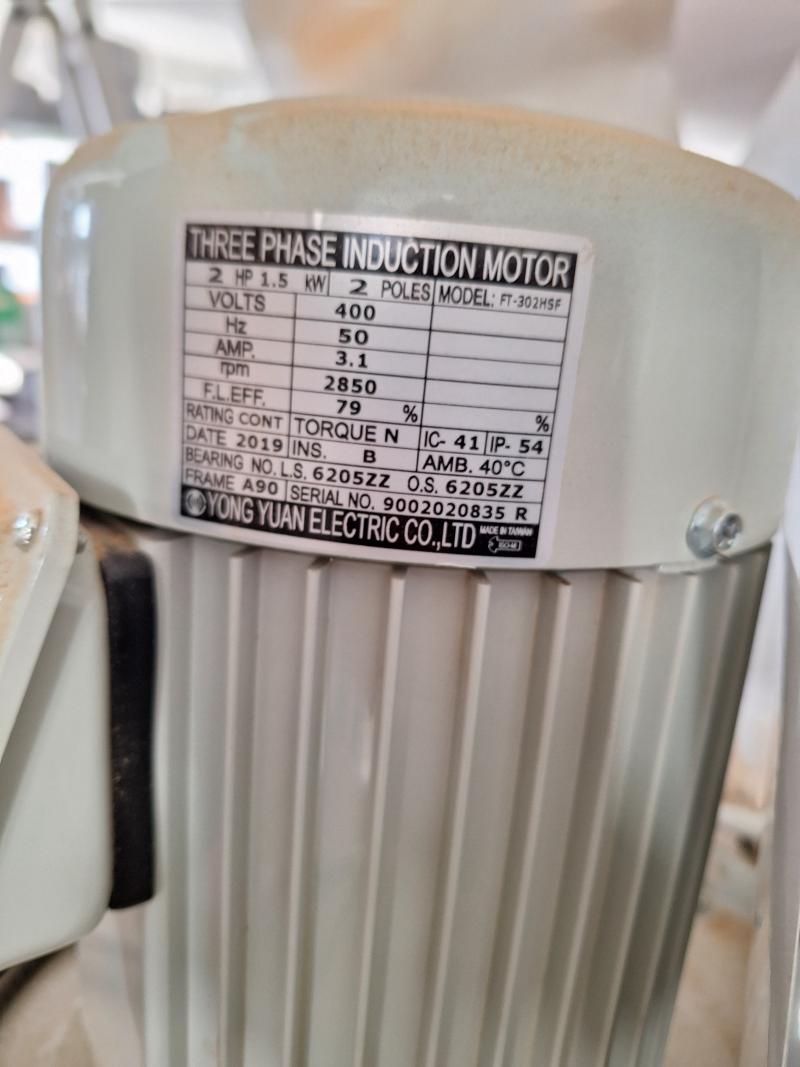 THREE PHASE INDUCTION MOTOR
2 HP 1.5 kW 2 POLES MODEL: FT-302HSF
VOLTS 400
Hz 50
AMP. 3.1
rpm 2850
F.L.EFF. 79 % %
RATING CONT TORQUE N IC- 41 IP- 54
DATE 2019 INS. B AMB. 40°C
BEARING NO. L.S. 6205ZZ O.S. 6205ZZ
FRAME A90 SERIAL NO. 9002020835 R
YONG YUAN ELECTRIC CO.,LTD MADE IN TAIWAN